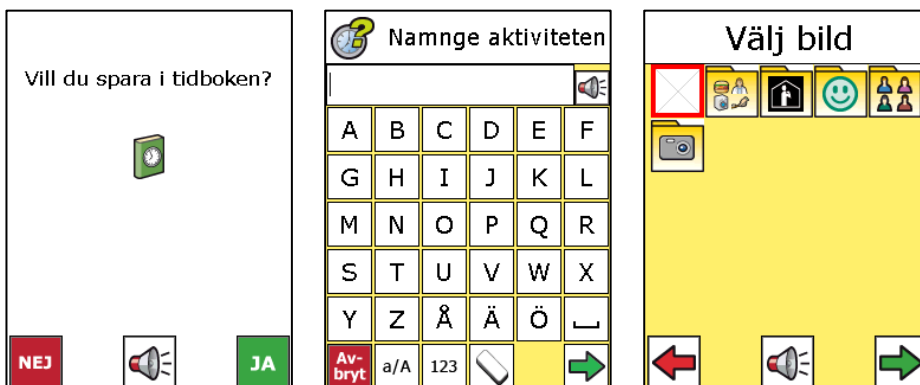 Vill du spara i tidboken?
NEJ
JA
Namnge aktiviteten
A B C D E F
G H I J K L
M N O P Q R
S T U V W X
Y Z Å Ä Ö
Av-
bryt
a/A
123
Välj bild